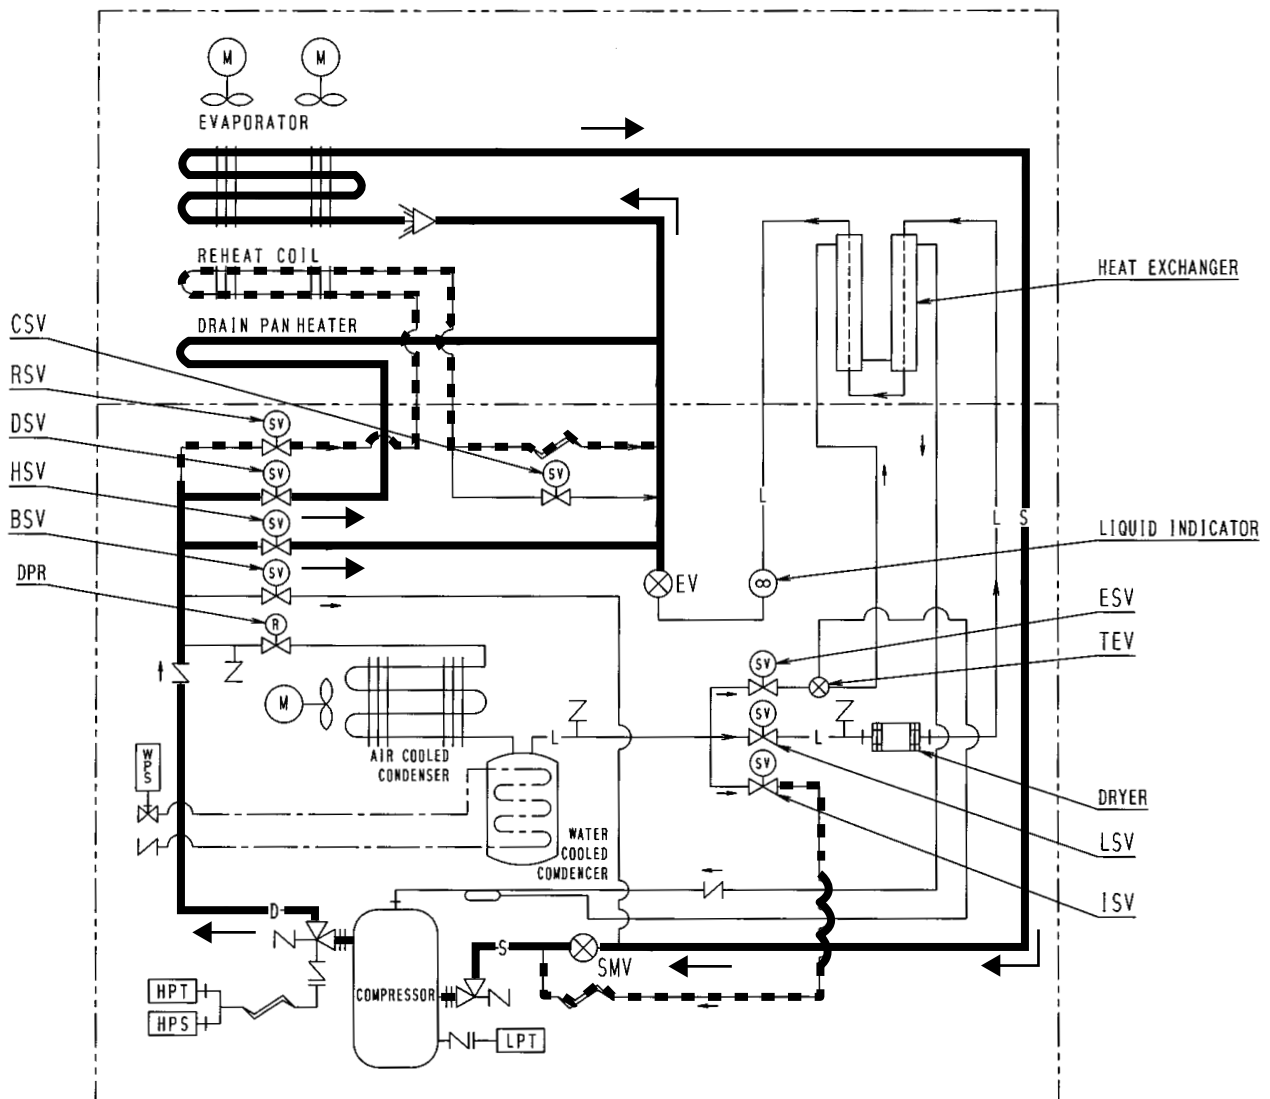 M M
EVAPORATOR
REHEAT COIL
HEAT EXCHANGER
CSV
DRAIN PAN HEATER
RSV
SV
DSV
SV
SV
HSV
L
L S
SV
BSV
LIQUID INDICATOR
SV
DPR
EV
∞
ESV
R
TEV
SV
M
SV
L
L
AIR COOLED
CONDENSER
WPS
SV
DRYER
WATER
COOLED
COMDENCER
LSV
ISV
D
S
SMV
HPT
COMPRESSOR
HPS
LPT